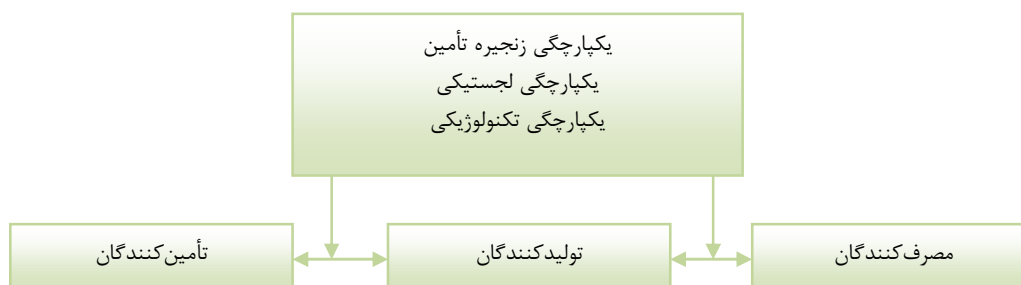 یکپارچگی زنجیره تأمین
یکپارچگی لجستیکی
یکپارچگی تکنولوژیکی
مصرف‌کنندگان
تولیدکنندگان
تأمین‌کنندگان